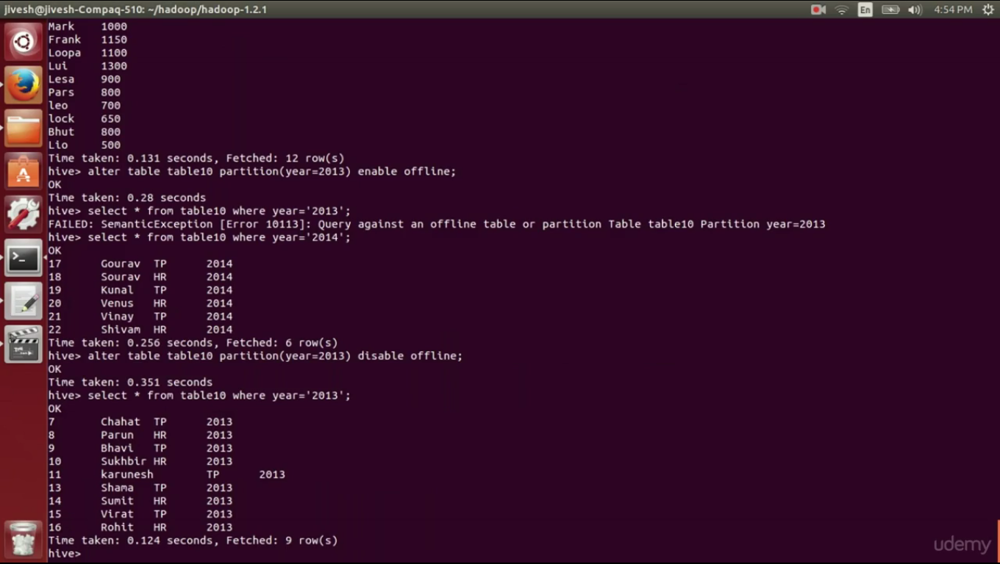 jivesh@jivesh-Compaq-510: ~/hadoop/hadoop-1.2.1 En 4:54 PM
Mark 1000
Frank 1150
Loopa 1100
Lui 1300
Lesa 900
Pars 800
leo 700
lock 650
Bhut 800
Lio 500
Time taken: 0.131 seconds, Fetched: 12 row(s)
hive> alter table table10 partition(year=2013) enable offline;
OK
Time taken: 0.28 seconds
hive> select * from table10 where year='2013';
FAILED: SemanticException [Error 10113]: Query against an offline table or partition Table table10 Partition year=2013
hive> select * from table10 where year='2014';
OK
17 Gourav TP 2014
18 Sourav HR 2014
19 Kunal TP 2014
20 Venus HR 2014
21 Vinay TP 2014
22 Shivam HR 2014
Time taken: 0.256 seconds, Fetched: 6 row(s)
hive> alter table table10 partition(year=2013) disable offline;
OK
Time taken: 0.351 seconds
hive> select * from table10 where year='2013';
OK
7 Chahat TP 2013
8 Parun HR 2013
9 Bhavi TP 2013
10 Sukhbir HR 2013
11 karunesh TP 2013
13 Shama TP 2013
14 Sumit HR 2013
15 Virat TP 2013
16 Rohit HR 2013
Time taken: 0.124 seconds, Fetched: 9 row(s)
hive>
udemy